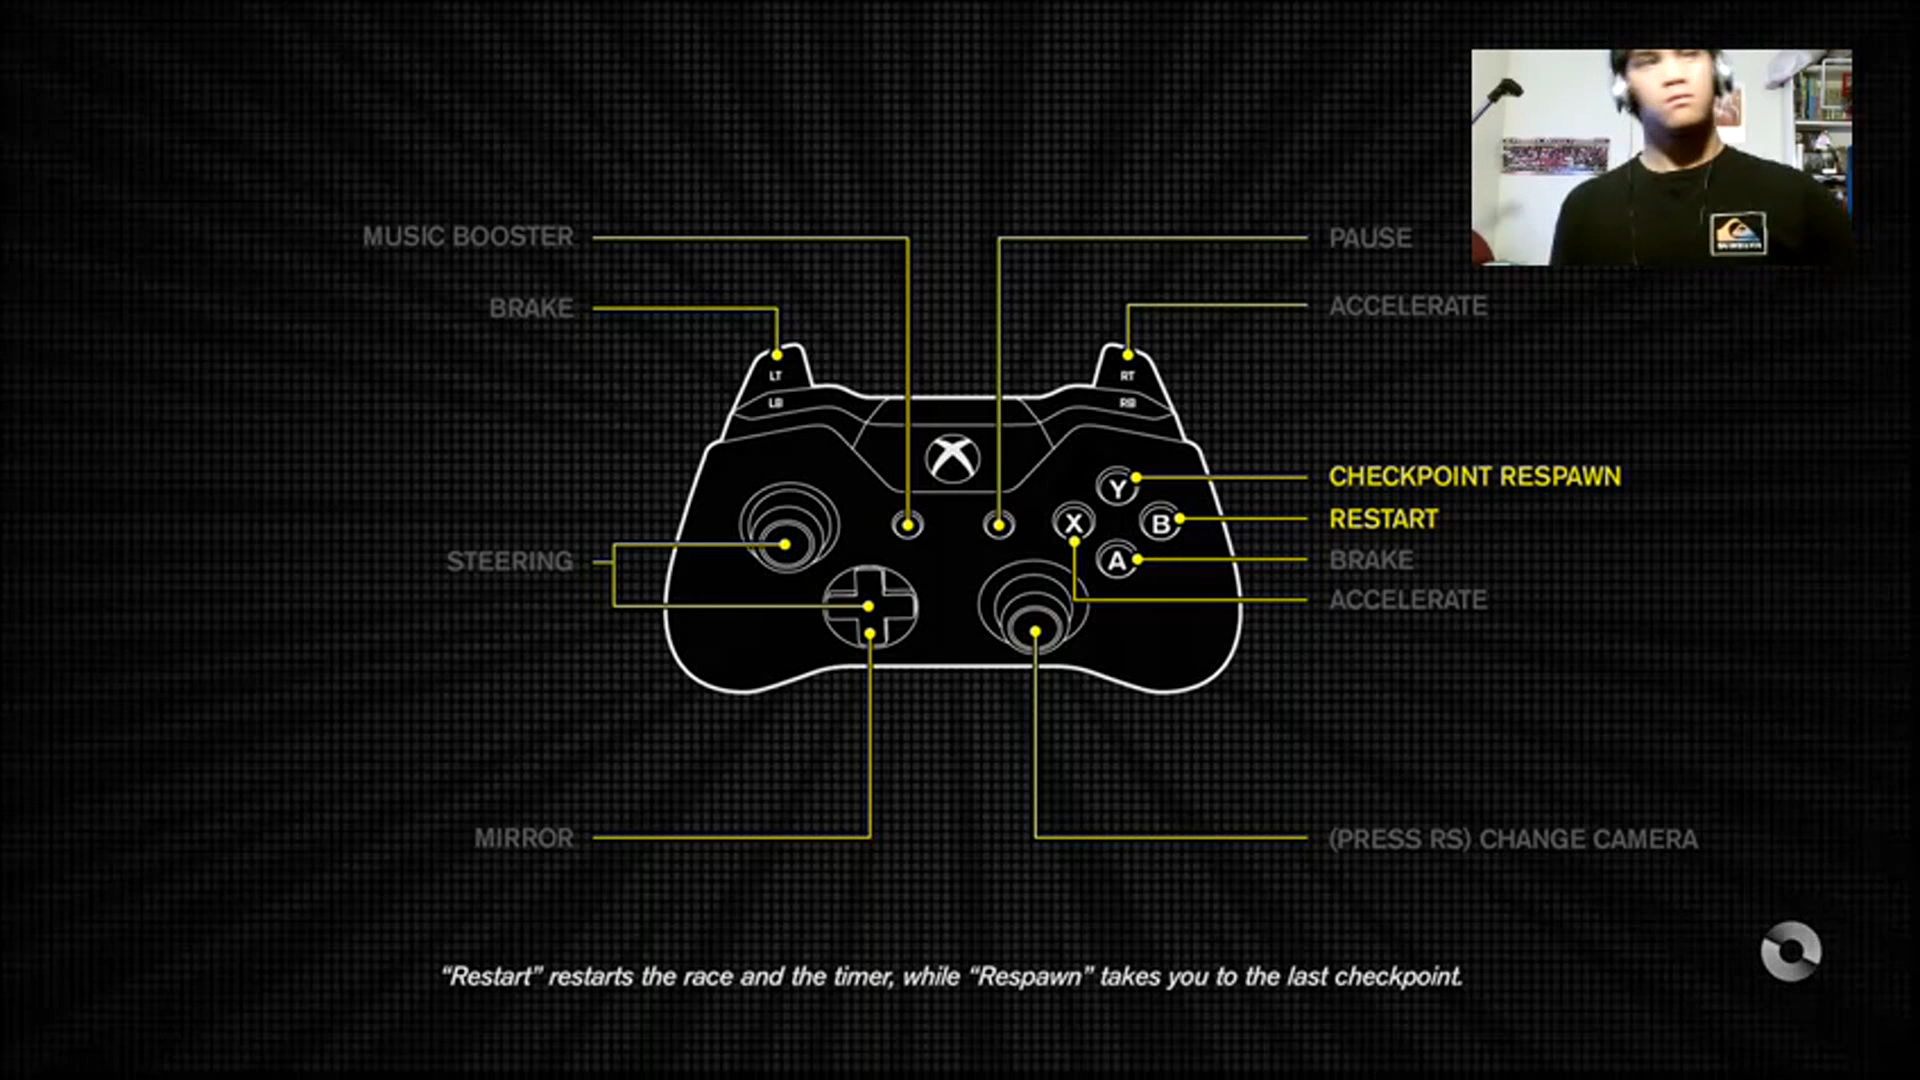 MUSIC BOOSTER
PAUSE
BRAKE
ACCELERATE
LT
RT
LB
RB
CHECKPOINT RESPAWN
Y
RESTART
X
B
STEERING
BRAKE
A
ACCELERATE
MIRROR
(PRESS RS) CHANGE CAMERA
“Restart” restarts the race and the timer, while “Respawn” takes you to the last checkpoint.